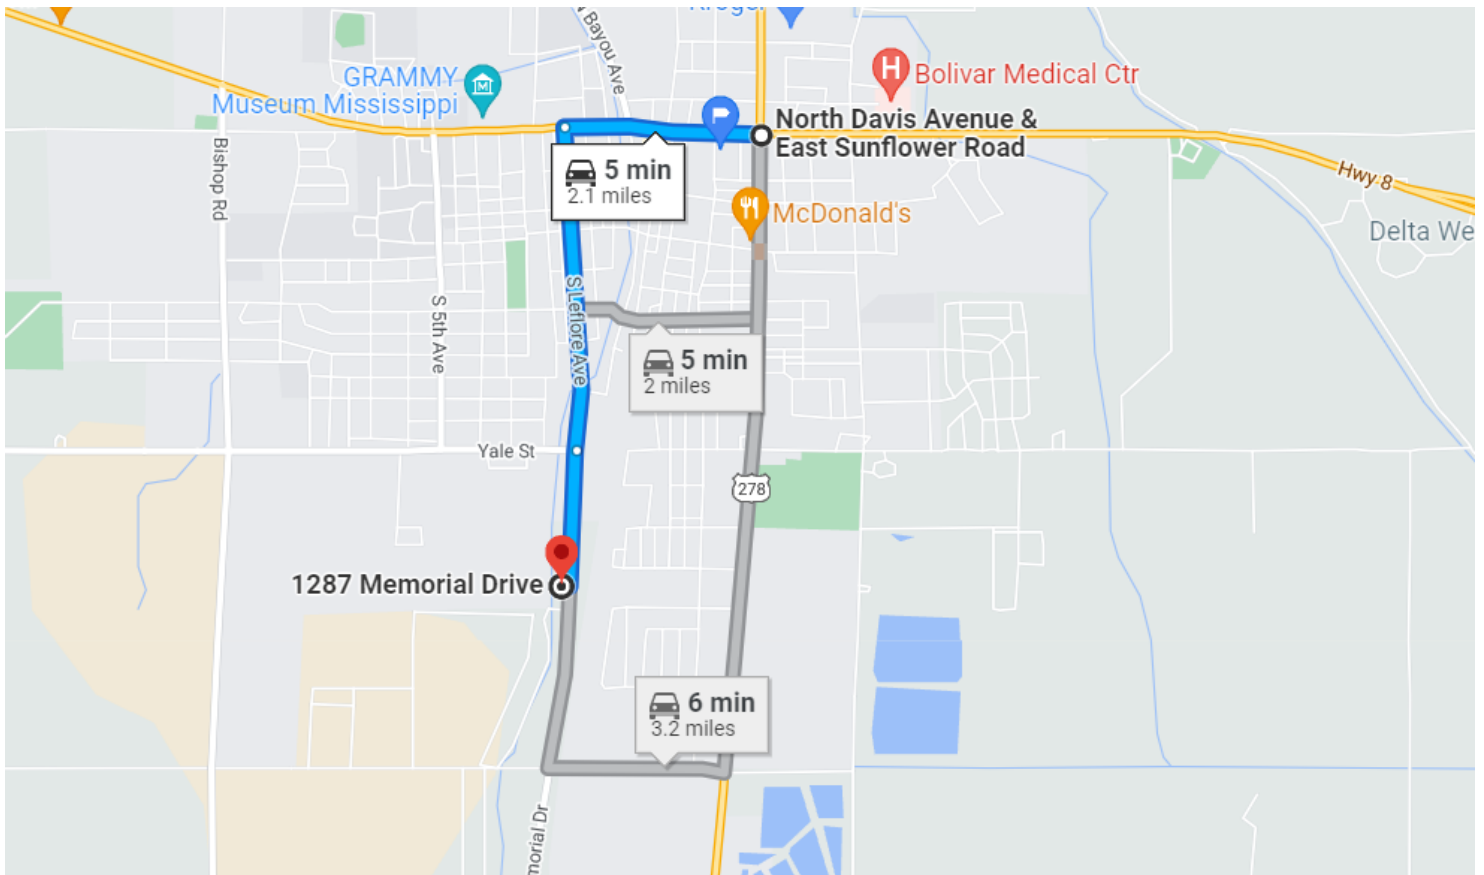 Kroger
N Bayou Ave
GRAMMY
Museum Mississippi
H
Bolivar Medical Ctr
North Davis Avenue &
East Sunflower Road
Bishop Rd
5 min
2.1 miles
Hwy 8
McDonald's
Delta We
S 5th Ave
S Leflore Ave
5 min
2 miles
Yale St
278
1287 Memorial Drive
6 min
3.2 miles
morial Dr
M